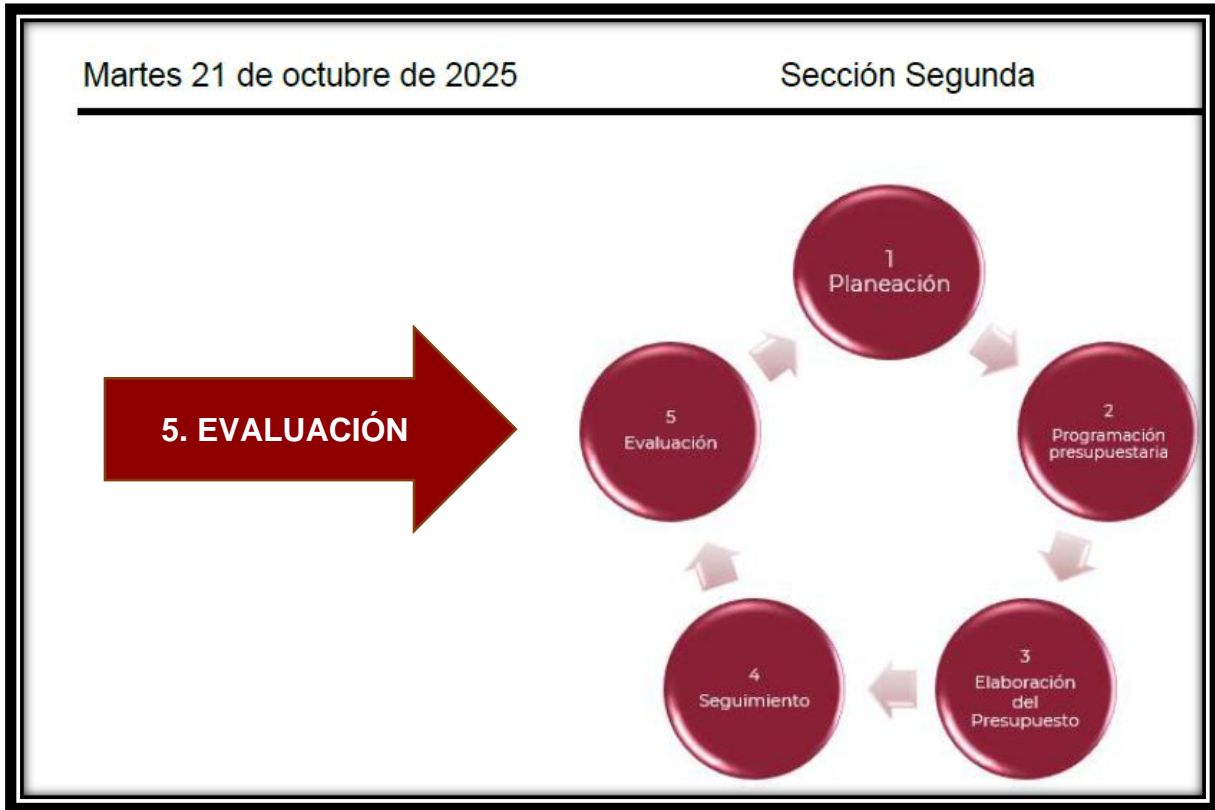 Martes 21 de octubre de 2025 Sección Segunda
5. EVALUACIÓN
1
Planeación
2
Programación
presupuestaria
3
Elaboración
del
Presupuesto
4
Seguimiento
5
Evaluación